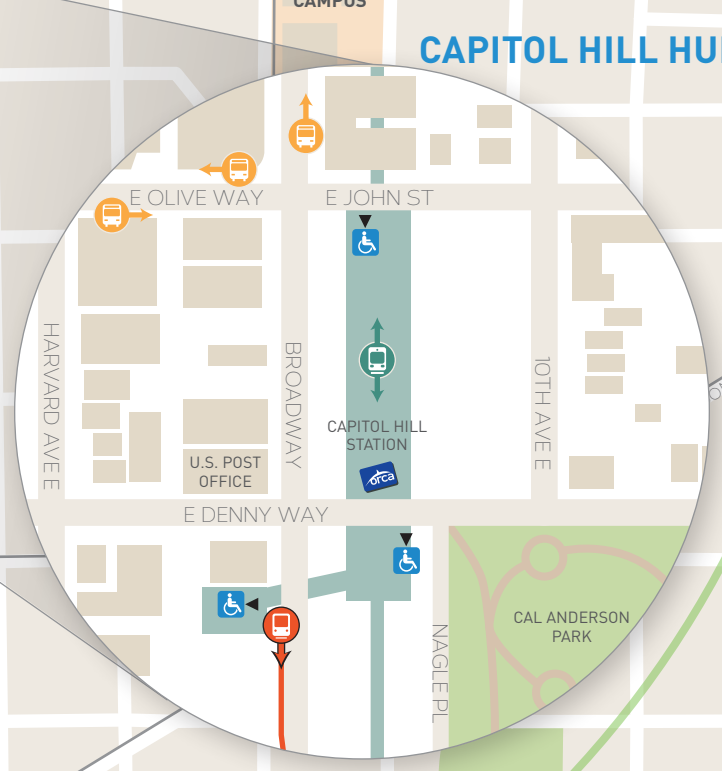 CAMPUS
CAPITOL HILL HU
E OLIVE WAY
E JOHN ST
HARVARD AVE E
BROADWAY
10TH AVE E
CAPITOL HILL
STATION
orca
U.S. POST
OFFICE
E DENNY WAY
CAL ANDERSON
PARK
NAGLE PL